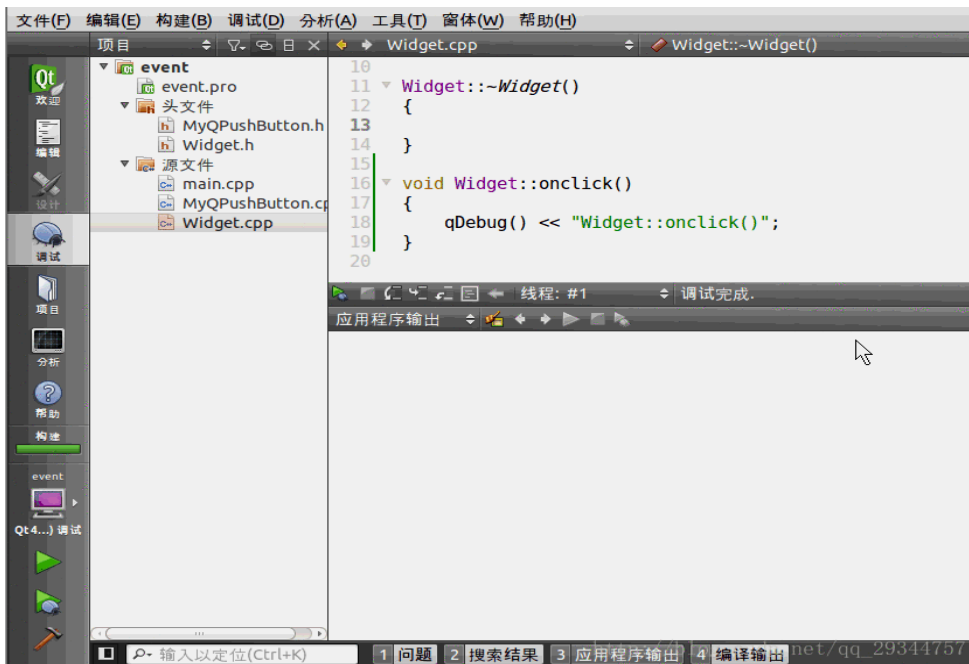 文件(F) 编辑(E) 构建(B) 调试(D) 分析(A) 工具(T) 窗体(W) 帮助(H)
项目
Widget.cpp
Widget::~Widget()
Qt
欢迎
编辑
设计
调试
项目
分析
帮助
构建
event
Qt4...) 调试
event
event.pro
头文件
MyQPushButton.h
Widget.h
源文件
main.cpp
MyQPushButton.cp
Widget.cpp
10
11 Widget::~Widget()
12 {
13
14 }
15
16 void Widget::onclick()
17 {
18 qDebug() << "Widget::onclick()";
19 }
20
线程: #1 调试完成.
应用程序输出
输入以定位(Ctrl+K)
1 问题 2 搜索结果 3 应用程序输出 4 编译输出
net/qq_29344757